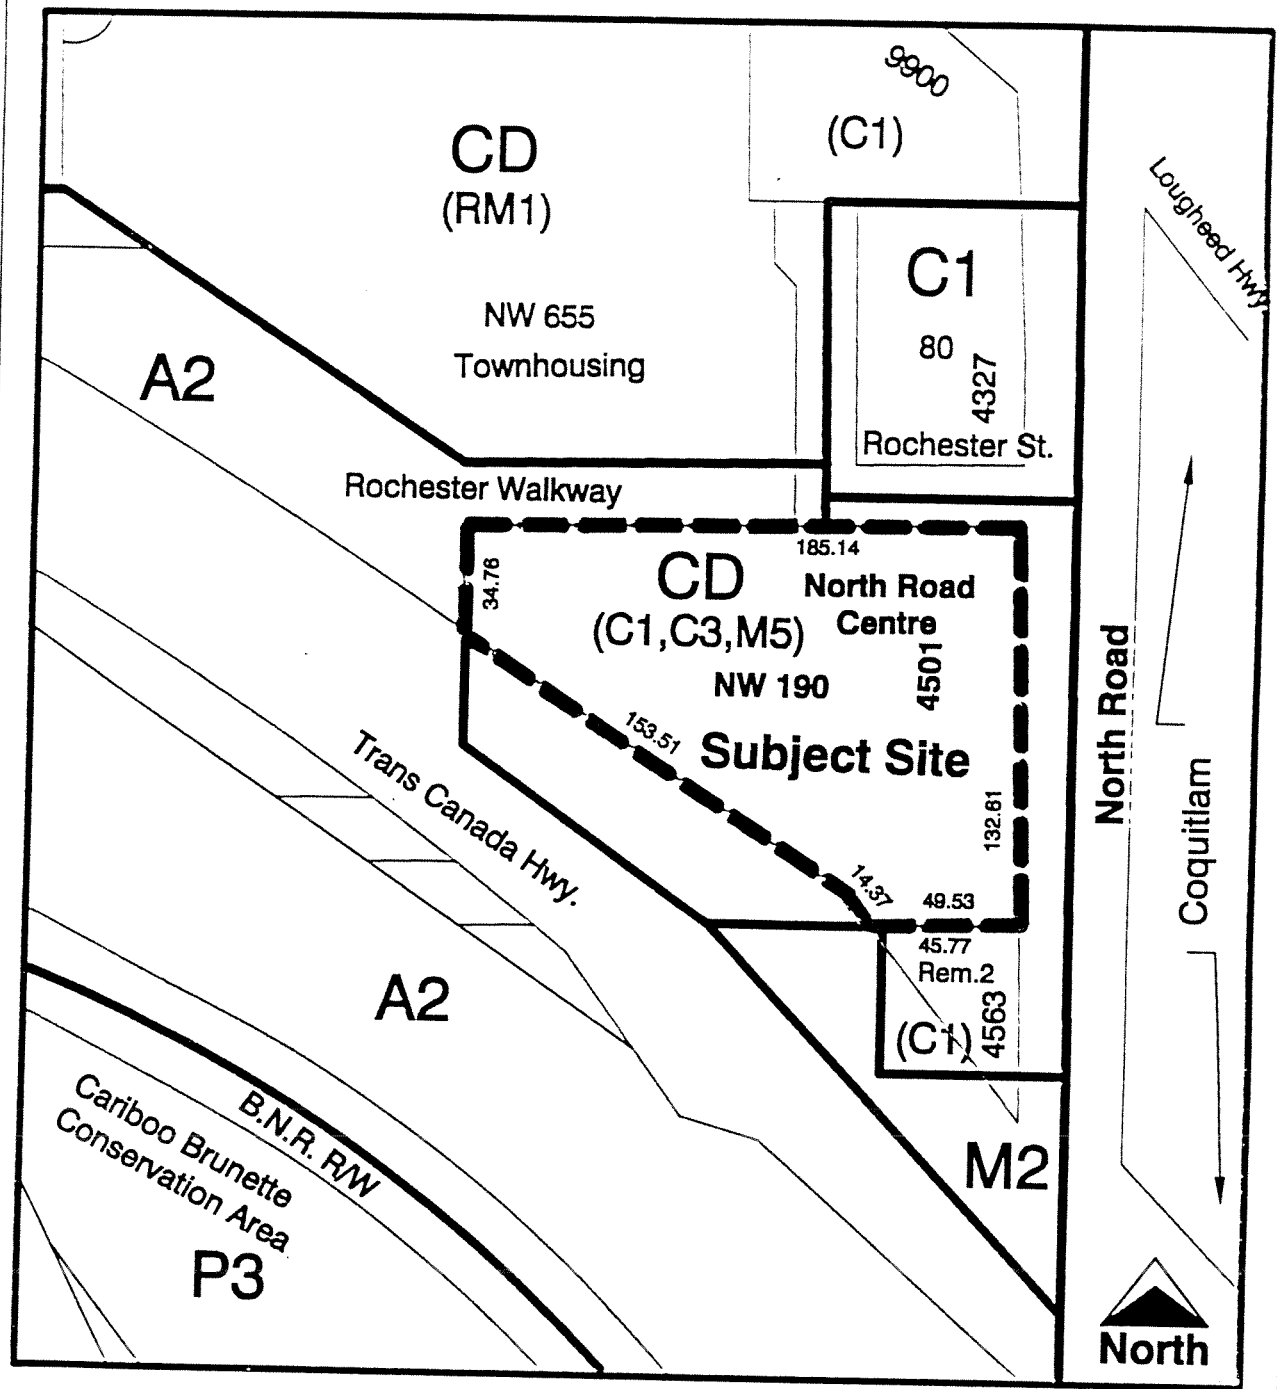 9900
(C1)
CD
(RM1)
Lougheed Hwy.
C1
NW 655
80
Townhousing
4327
A2
Rochester St.
Rochester Walkway
185.14
34.76
CD
North Road
Centre
(C1,C3,M5)
4501
NW 190
153.51
Subject Site
North Road
Trans Canada Hwy.
132.81
Coquitlam
14.37
49.53
45.77
Rem.2
A2
(C1)
4563
Cariboo Brunette
Conservation Area
B.N.R. R/W
M2
P3
North